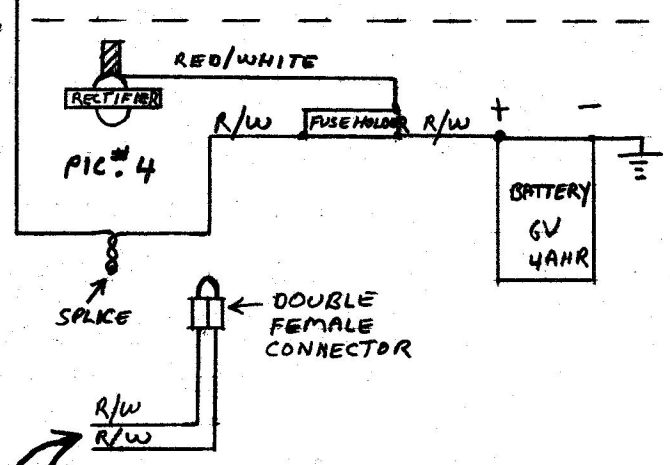 RED/WHITE
RECTIFIER
R/W
FUSEHOLDER
R/W
+
-
PIC.# 4
BATTERY
6V
4AHR
SPLICE
DOUBLE
FEMALE
CONNECTOR
R/W
R/W